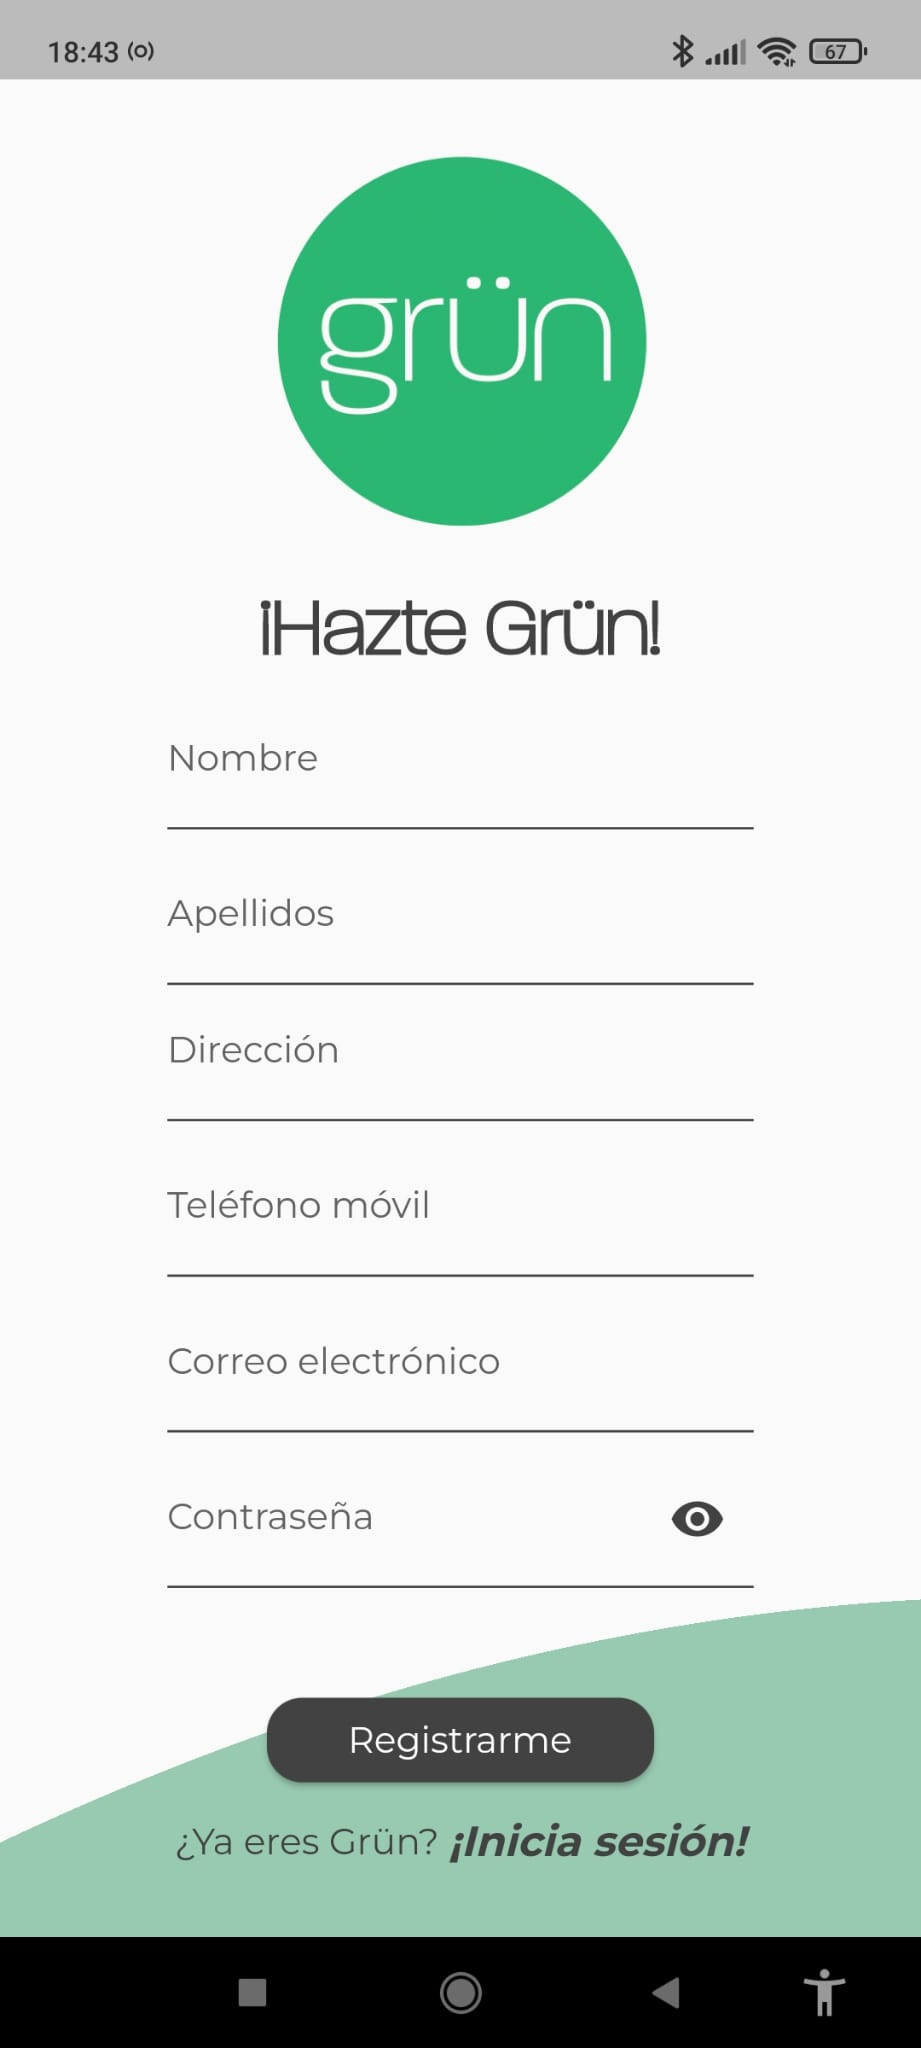 18:43
67
grün
¡Hazte Grün!
Nombre
Apellidos
Dirección
Teléfono móvil
Correo electrónico
Contraseña
Registrarme
¿Ya eres Grün? ¡Inicia sesión!